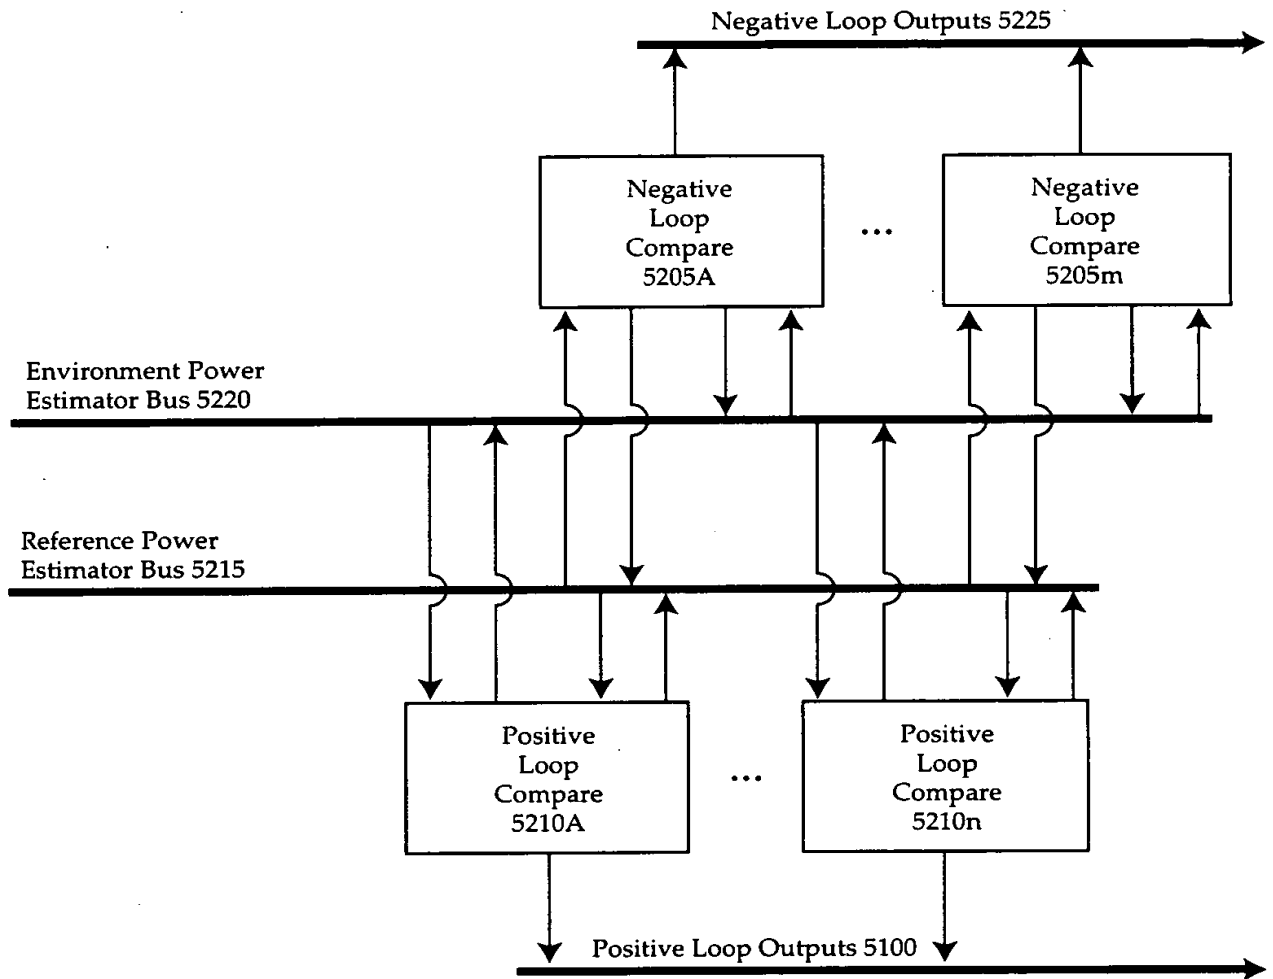 Negative Loop Outputs 5225
Negative
Loop
Compare
5205A
...
Negative
Loop
Compare
5205m
Environment Power
Estimator Bus 5220
Reference Power
Estimator Bus 5215
Positive
Loop
Compare
5210A
...
Positive
Loop
Compare
5210n
Positive Loop Outputs 5100